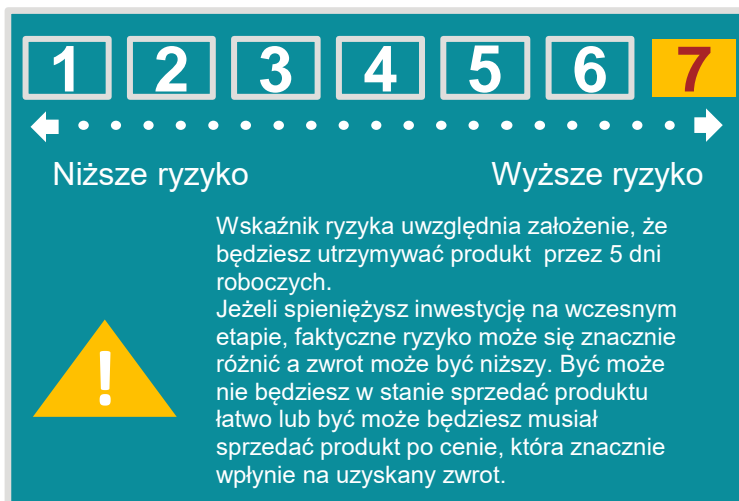 1 2 3 4 5 6 7
Niższe ryzyko Wyższe ryzyko
Wskaźnik ryzyka uwzględnia założenie, że
będziesz utrzymywać produkt przez 5 dni
roboczych.
Jeżeli spieniężysz inwestycję na wczesnym
etapie, faktyczne ryzyko może się znacznie
różnić a zwrot może być niższy. Być może
nie będziesz w stanie sprzedać produktu
łatwo lub być może będziesz musiał
sprzedać produkt po cenie, która znacznie
wpłynie na uzyskany zwrot.
!